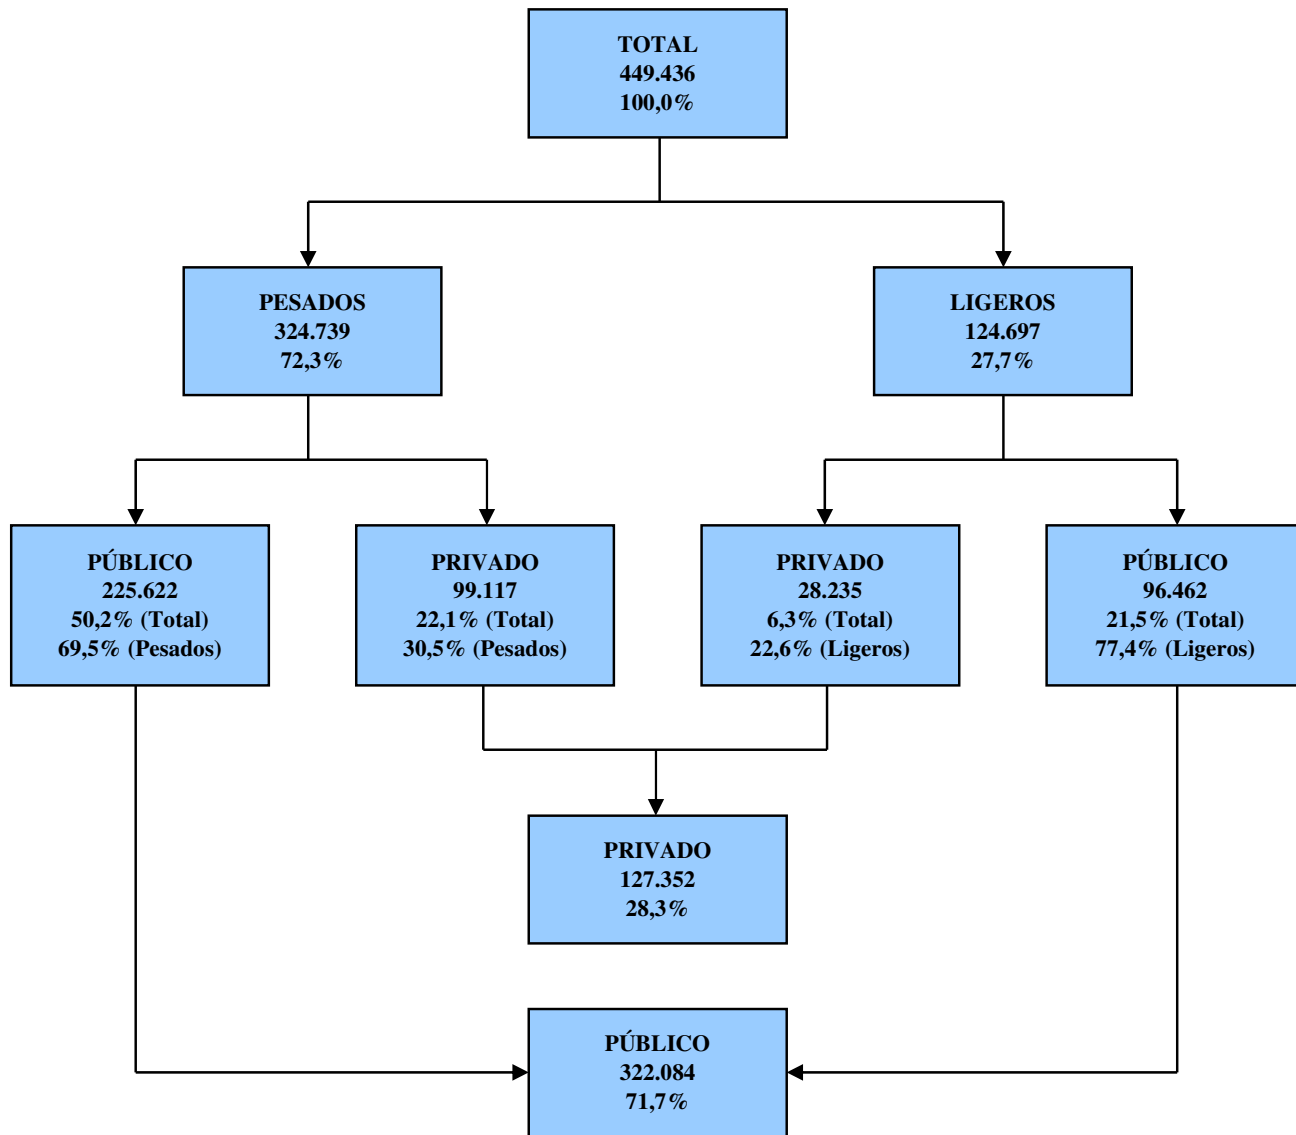 TOTAL
449.436
100,0%
PESADOS
324.739
72,3%
LIGEROS
124.697
27,7%
PÚBLICO
225.622
50,2% (Total)
69,5% (Pesados)
PRIVADO
99.117
22,1% (Total)
30,5% (Pesados)
PRIVADO
28.235
6,3% (Total)
22,6% (Ligeros)
PÚBLICO
96.462
21,5% (Total)
77,4% (Ligeros)
PRIVADO
127.352
28,3%
PÚBLICO
322.084
71,7%